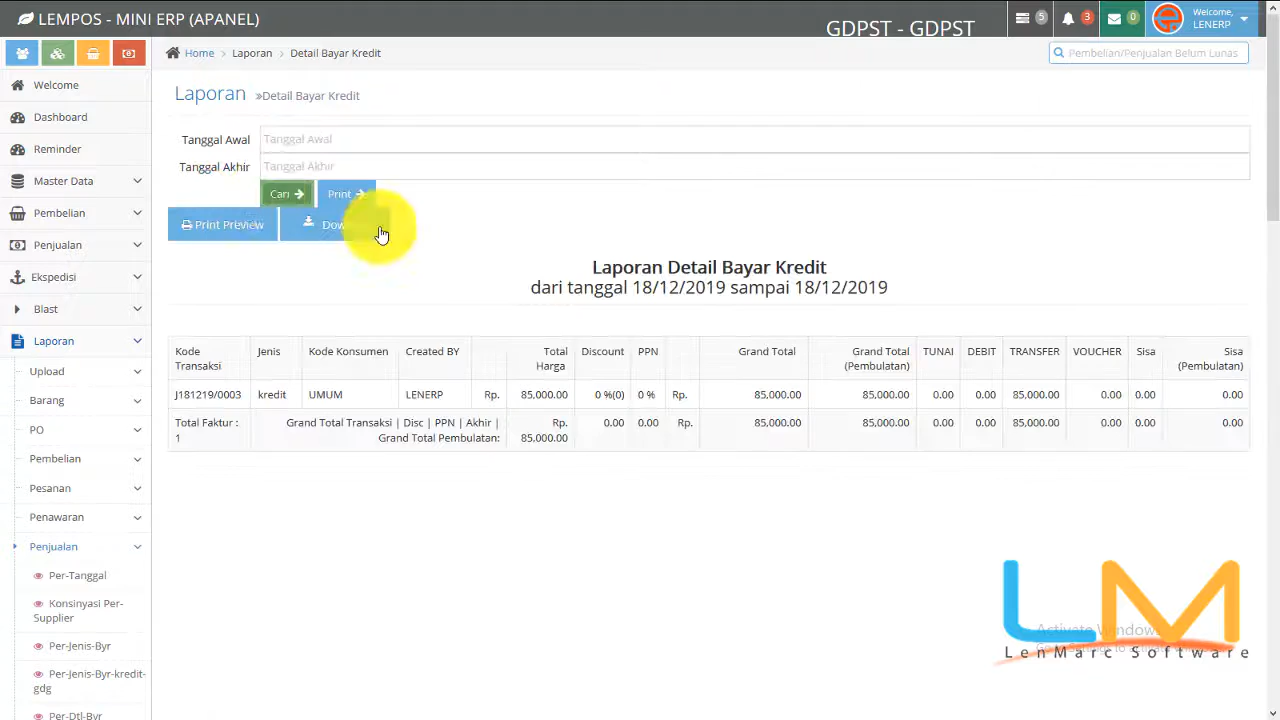 LEMPOS - MINI ERP (APANEL)
GDPST - GDPST
5
3
0
Welcome,
LENERP
Home > Laporan > Detail Bayar Kredit
Pembelian/Penjualan Belum Lunas
Welcome
Dashboard
Reminder
Master Data
Pembelian
Penjualan
Ekspedisi
Blast
Laporan
Upload
Barang
PO
Pembelian
Pesanan
Penawaran
Penjualan
Per-Tanggal
Konsinyasi Per-
Supplier
Per-Jenis-Byr
Per-Jenis-Byr-kredit-
gdg
Per-Dtl-Byr
Laporan »Detail Bayar Kredit
Tanggal Awal Tanggal Awal
Tanggal Akhir Tanggal Akhir
Cari Print
Print Preview
Laporan Detail Bayar Kredit
dari tanggal 18/12/2019 sampai 18/12/2019
Kode Transaksi Jenis Kode Konsumen Created BY Total Harga Discount PPN Grand Total Grand Total (Pembulatan) TUNAI DEBIT TRANSFER VOUCHER Sisa Sisa (Pembulatan)
J181219/0003 kredit UMUM LENERP Rp. 85,000.00 0 %(0) 0 % Rp. 85,000.00 85,000.00 0.00 0.00 85,000.00 0.00 0.00 0.00
Total Faktur : 1 Grand Total Transaksi | Disc | PPN | Akhir | Grand Total Pembulatan: Rp. 85,000.00 0.00 0.00 Rp. 85,000.00 85,000.00 0.00 0.00 85,000.00 0.00 0.00 0.00
LM
Activate Windows
LenMarc Software